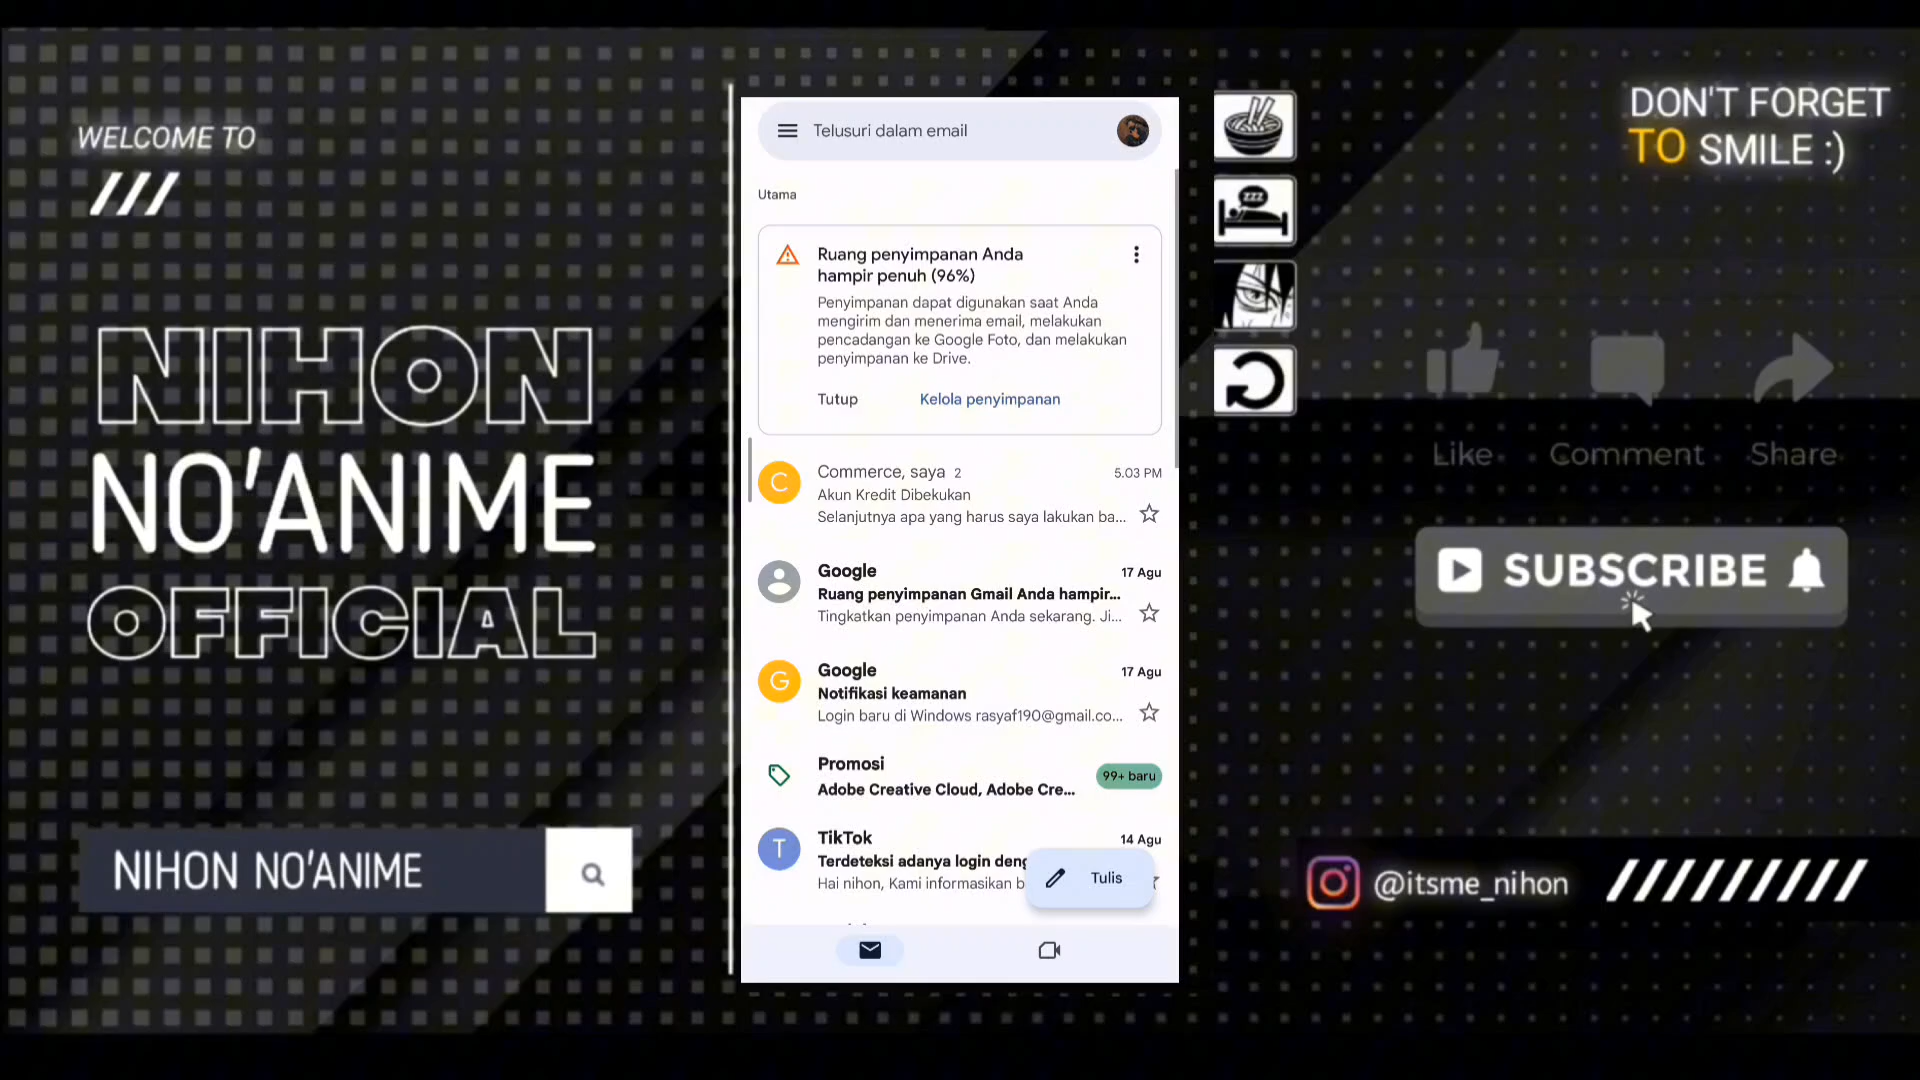 WELCOME TO
NIHON
NO'ANIME
OFFICIAL
NIHON NO'ANIME
Telusuri dalam email
Utama
Ruang penyimpanan Anda
hampir penuh (96%)
Penyimpanan dapat digunakan saat Anda
mengirim dan menerima email, melakukan
pencadangan ke Google Foto, dan melakukan
penyimpanan ke Drive.
Tutup
Kelola penyimpanan
C
Commerce, saya 2
5.03 PM
Akun Kredit Dibekukan
Selanjutnya apa yang harus saya lakukan ba...
Google
17 Agu
Ruang penyimpanan Gmail Anda hampir...
Tingkatkan penyimpanan Anda sekarang. Ji...
G
Google
17 Agu
Notifikasi keamanan
Login baru di Windows rasyaf190@gmail.co...
Promosi
Adobe Creative Cloud, Adobe Cre...
99+ baru
T
TikTok
14 Agu
Terdeteksi adanya login deng
Hai nihon, Kami informasikan b
Tulis
zzz
DON'T FORGET
TO SMILE :)
Like
Comment
Share
SUBSCRIBE
@itsme_nihon